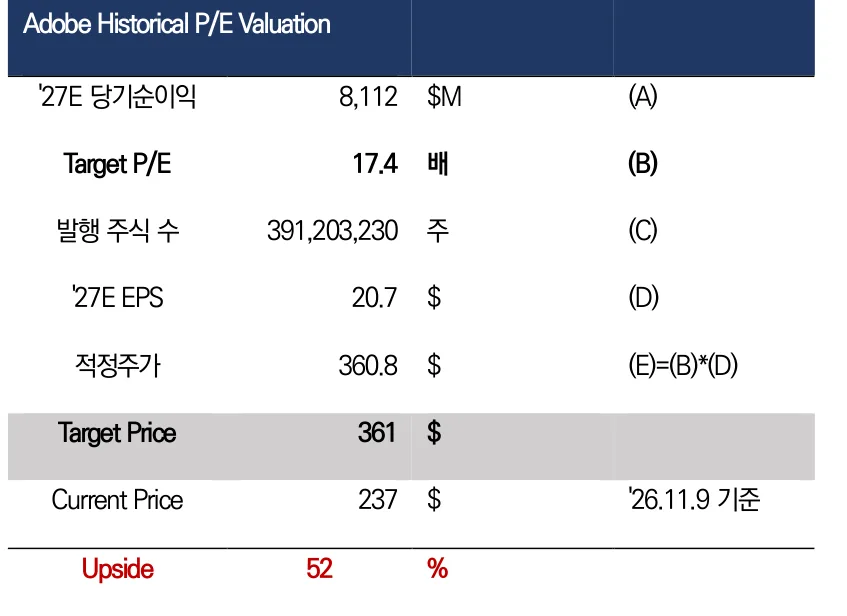 Adobe Historical P/E Valuation
'27E 당기순이익 8,112 $M (A)
Target P/E 17.4 배 (B)
발행 주식 수 391,203,230 주 (C)
'27E EPS 20.7 $ (D)
적정주가 360.8 $ (E)=(B)*(D)
Target Price 361 $
Current Price 237 $ '26.11.9 기준
Upside 52 %